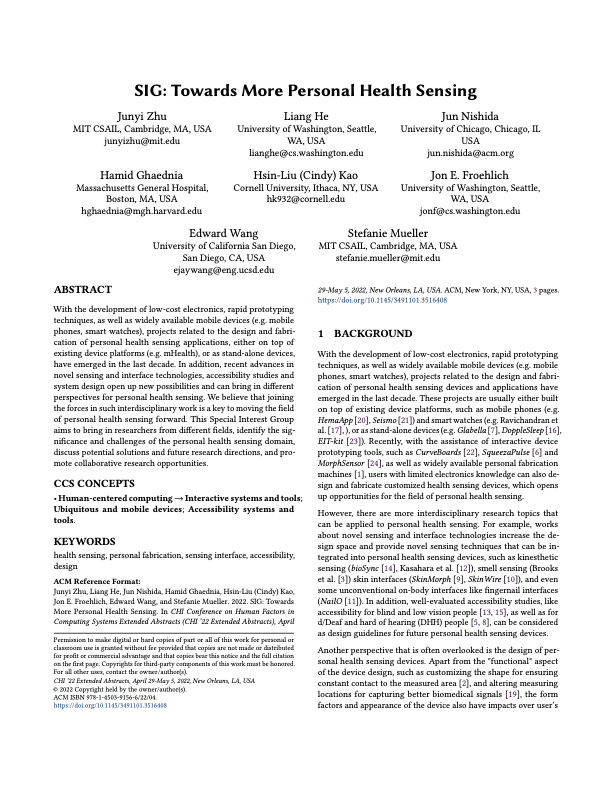 SIG: Towards More Personal Health Sensing
Junyi Zhu
MIT CSAIL, Cambridge, MA, USA
junyizhu@mit.edu
Liang He
University of Washington, Seattle,
WA, USA
lianghe@cs.washington.edu
Jun Nishida
University of Chicago, Chicago, IL
USA
jun.nishida@acm.org
Hamid Ghaednia
Massachusetts General Hospital,
Boston, MA, USA
hghaednia@mgh.harvard.edu
Hsin-Liu (Cindy) Kao
Cornell University, Ithaca, NY, USA
hk932@cornell.edu
Jon E. Froehlich
University of Washington, Seattle,
WA, USA
jonf@cs.washington.edu
Edward Wang
University of California San Diego,
San Diego, CA, USA
ejaywang@eng.ucsd.edu
Stefanie Mueller
MIT CSAIL, Cambridge, MA, USA
stefanie.mueller@mit.edu
ABSTRACT
With the development of low-cost electronics, rapid prototyping
techniques, as well as widely available mobile devices (e.g. mobile
phones, smart watches), projects related to the design and fabri-
cation of personal health sensing applications, either on top of
existing device platforms (e.g. mHealth), or as stand-alone devices,
have emerged in the last decade. In addition, recent advances in
novel sensing and interface technologies, accessibility studies and
system design open up new possibilities and can bring in different
perspectives for personal health sensing. We believe that joining
the forces in such interdisciplinary work is a key to moving the field
of personal health sensing forward. This Special Interest Group
aims to bring in researchers from different fields, identify the sig-
nificance and challenges of the personal health sensing domain,
discuss potential solutions and future research directions, and pro-
mote collaborative research opportunities.
CCS CONCEPTS
• Human-centered computing → Interactive systems and tools;
Ubiquitous and mobile devices; Accessibility systems and
tools.
KEYWORDS
health sensing, personal fabrication, sensing interface, accessibility,
design
ACM Reference Format:
Junyi Zhu, Liang He, Jun Nishida, Hamid Ghaednia, Hsin-Liu (Cindy) Kao,
Jon E. Froehlich, Edward Wang, and Stefanie Mueller. 2022. SIG: Towards
More Personal Health Sensing. In CHI Conference on Human Factors in
Computing Systems Extended Abstracts (CHI '22 Extended Abstracts), April
Permission to make digital or hard copies of part or all of this work for personal or
classroom use is granted without fee provided that copies are not made or distributed
for profit or commercial advantage and that copies bear this notice and the full citation
on the first page. Copyrights for third-party components of this work must be honored.
For all other uses, contact the owner/author(s).
CHI '22 Extended Abstracts, April 29-May 5, 2022, New Orleans, LA, USA
© 2022 Copyright held by the owner/author(s).
ACM ISBN 978-1-4503-9156-6/22/04.
https://doi.org/10.1145/3491101.3516408
29-May 5, 2022, New Orleans, LA, USA. ACM, New York, NY, USA, 3 pages.
https://doi.org/10.1145/3491101.3516408
1 BACKGROUND
With the development of low-cost electronics, rapid prototyping
techniques, as well as widely available mobile devices (e.g. mobile
phones, smart watches), projects related to the design and fabri-
cation of personal health sensing devices and applications have
emerged in the last decade. These projects are usually either built
on top of existing device platforms, such as mobile phones (e.g.
HemaApp [20], Seismo [21]) and smart watches (e.g. Ravichandran et
al. [17],), or as stand-alone devices (e.g. Glabella [7], DoppleSleep [16],
EIT-kit [23]). Recently, with the assistance of interactive device
prototyping tools, such as CurveBoards [22], SqueezaPulse [6] and
MorphSensor [24], as well as widely available personal fabrication
machines [1], users with limited electronics knowledge can also de-
sign and fabricate customized health sensing devices, which opens
up opportunities for the field of personal health sensing.
However, there are more interdisciplinary research topics that
can be applied to personal health sensing. For example, works
about novel sensing and interface technologies increase the de-
sign space and provide novel sensing techniques that can be in-
tegrated into personal health sensing devices, such as kinesthetic
sensing (bioSync [14], Kasahara et al. [12]), smell sensing (Brooks
et al. [3]) skin interfaces (SkinMorph [9], SkinWire [10]), and even
some unconventional on-body interfaces like fingernail interfaces
(NailO [11]). In addition, well-evaluated accessibility studies, like
accessibility for blind and low vision people [13, 15], as well as for
d/Deaf and hard of hearing (DHH) people [5, 8], can be considered
as design guidelines for future personal health sensing devices.
Another perspective that is often overlooked is the design of per-
sonal health sensing devices. Apart from the "functional" aspect
of the device design, such as customizing the shape for ensuring
constant contact to the measured area [2], and altering measuring
locations for capturing better biomedical signals [19], the form
factors and appearance of the device also have impacts over user's